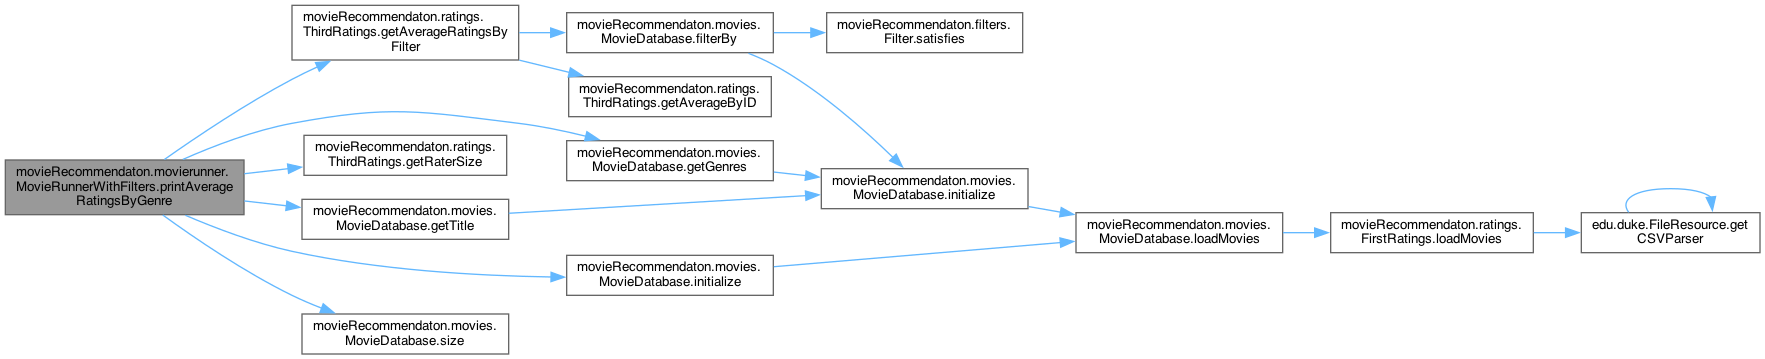 movieRecommendaton.ratings.
ThirdRatings.getAverageRatingsBy
Filter
movieRecommendaton.movies.
MovieDatabase.filterBy
movieRecommendaton.filters.
Filter.satisfies
movieRecommendaton.ratings.
ThirdRatings.getAverageByID
movieRecommendaton.ratings.
ThirdRatings.getRaterSize
movieRecommendaton.movies.
MovieDatabase.getGenres
movieRecommendaton.movierunner.
MovieRunnerWithFilters.printAverage
RatingsByGenre
movieRecommendaton.movies.
MovieDatabase.initialize
movieRecommendaton.movies.
MovieDatabase.getTitle
movieRecommendaton.movies.
MovieDatabase.loadMovies
movieRecommendaton.ratings.
FirstRatings.loadMovies
edu.duke.FileResource.get
CSVParser
movieRecommendaton.movies.
MovieDatabase.initialize
movieRecommendaton.movies.
MovieDatabase.size